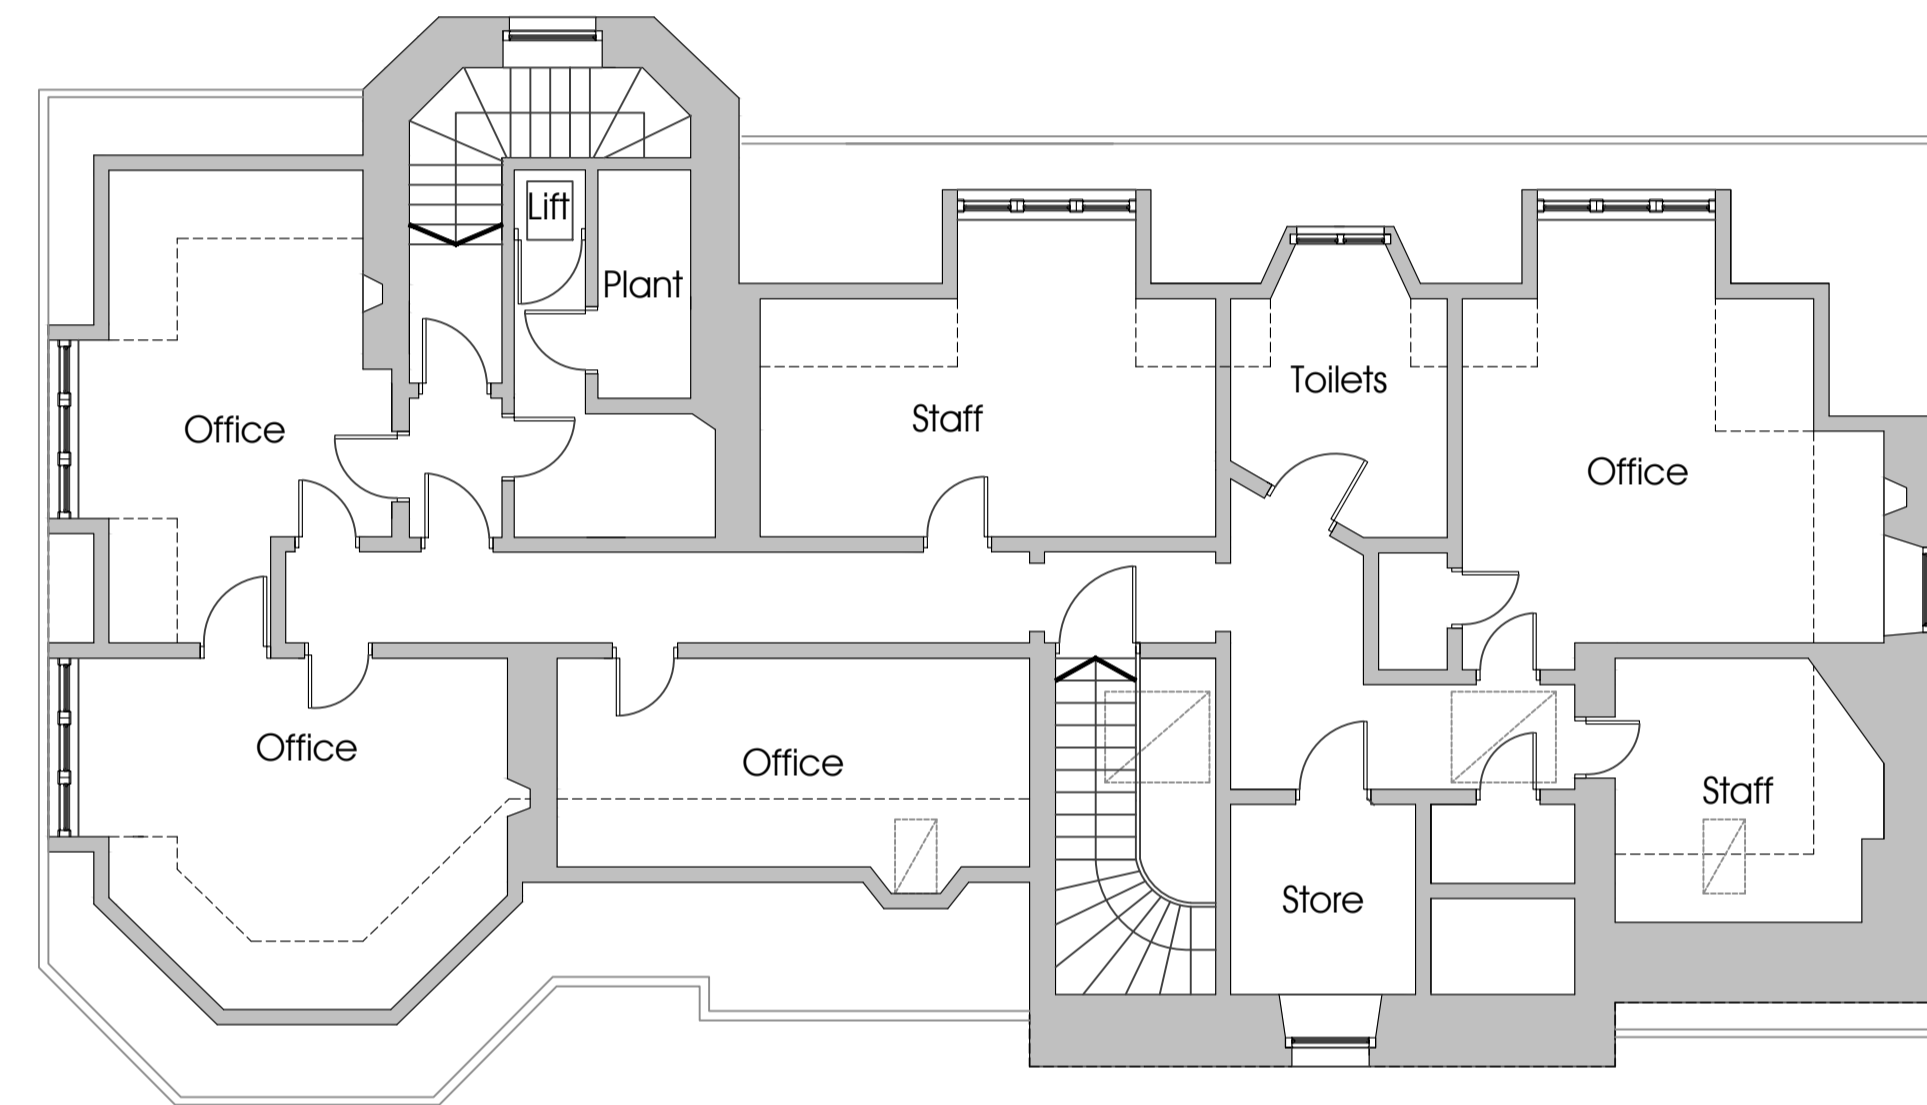 Lift
Plant
Office
Staff
Toilets
Office
Office
Office
Staff
Store